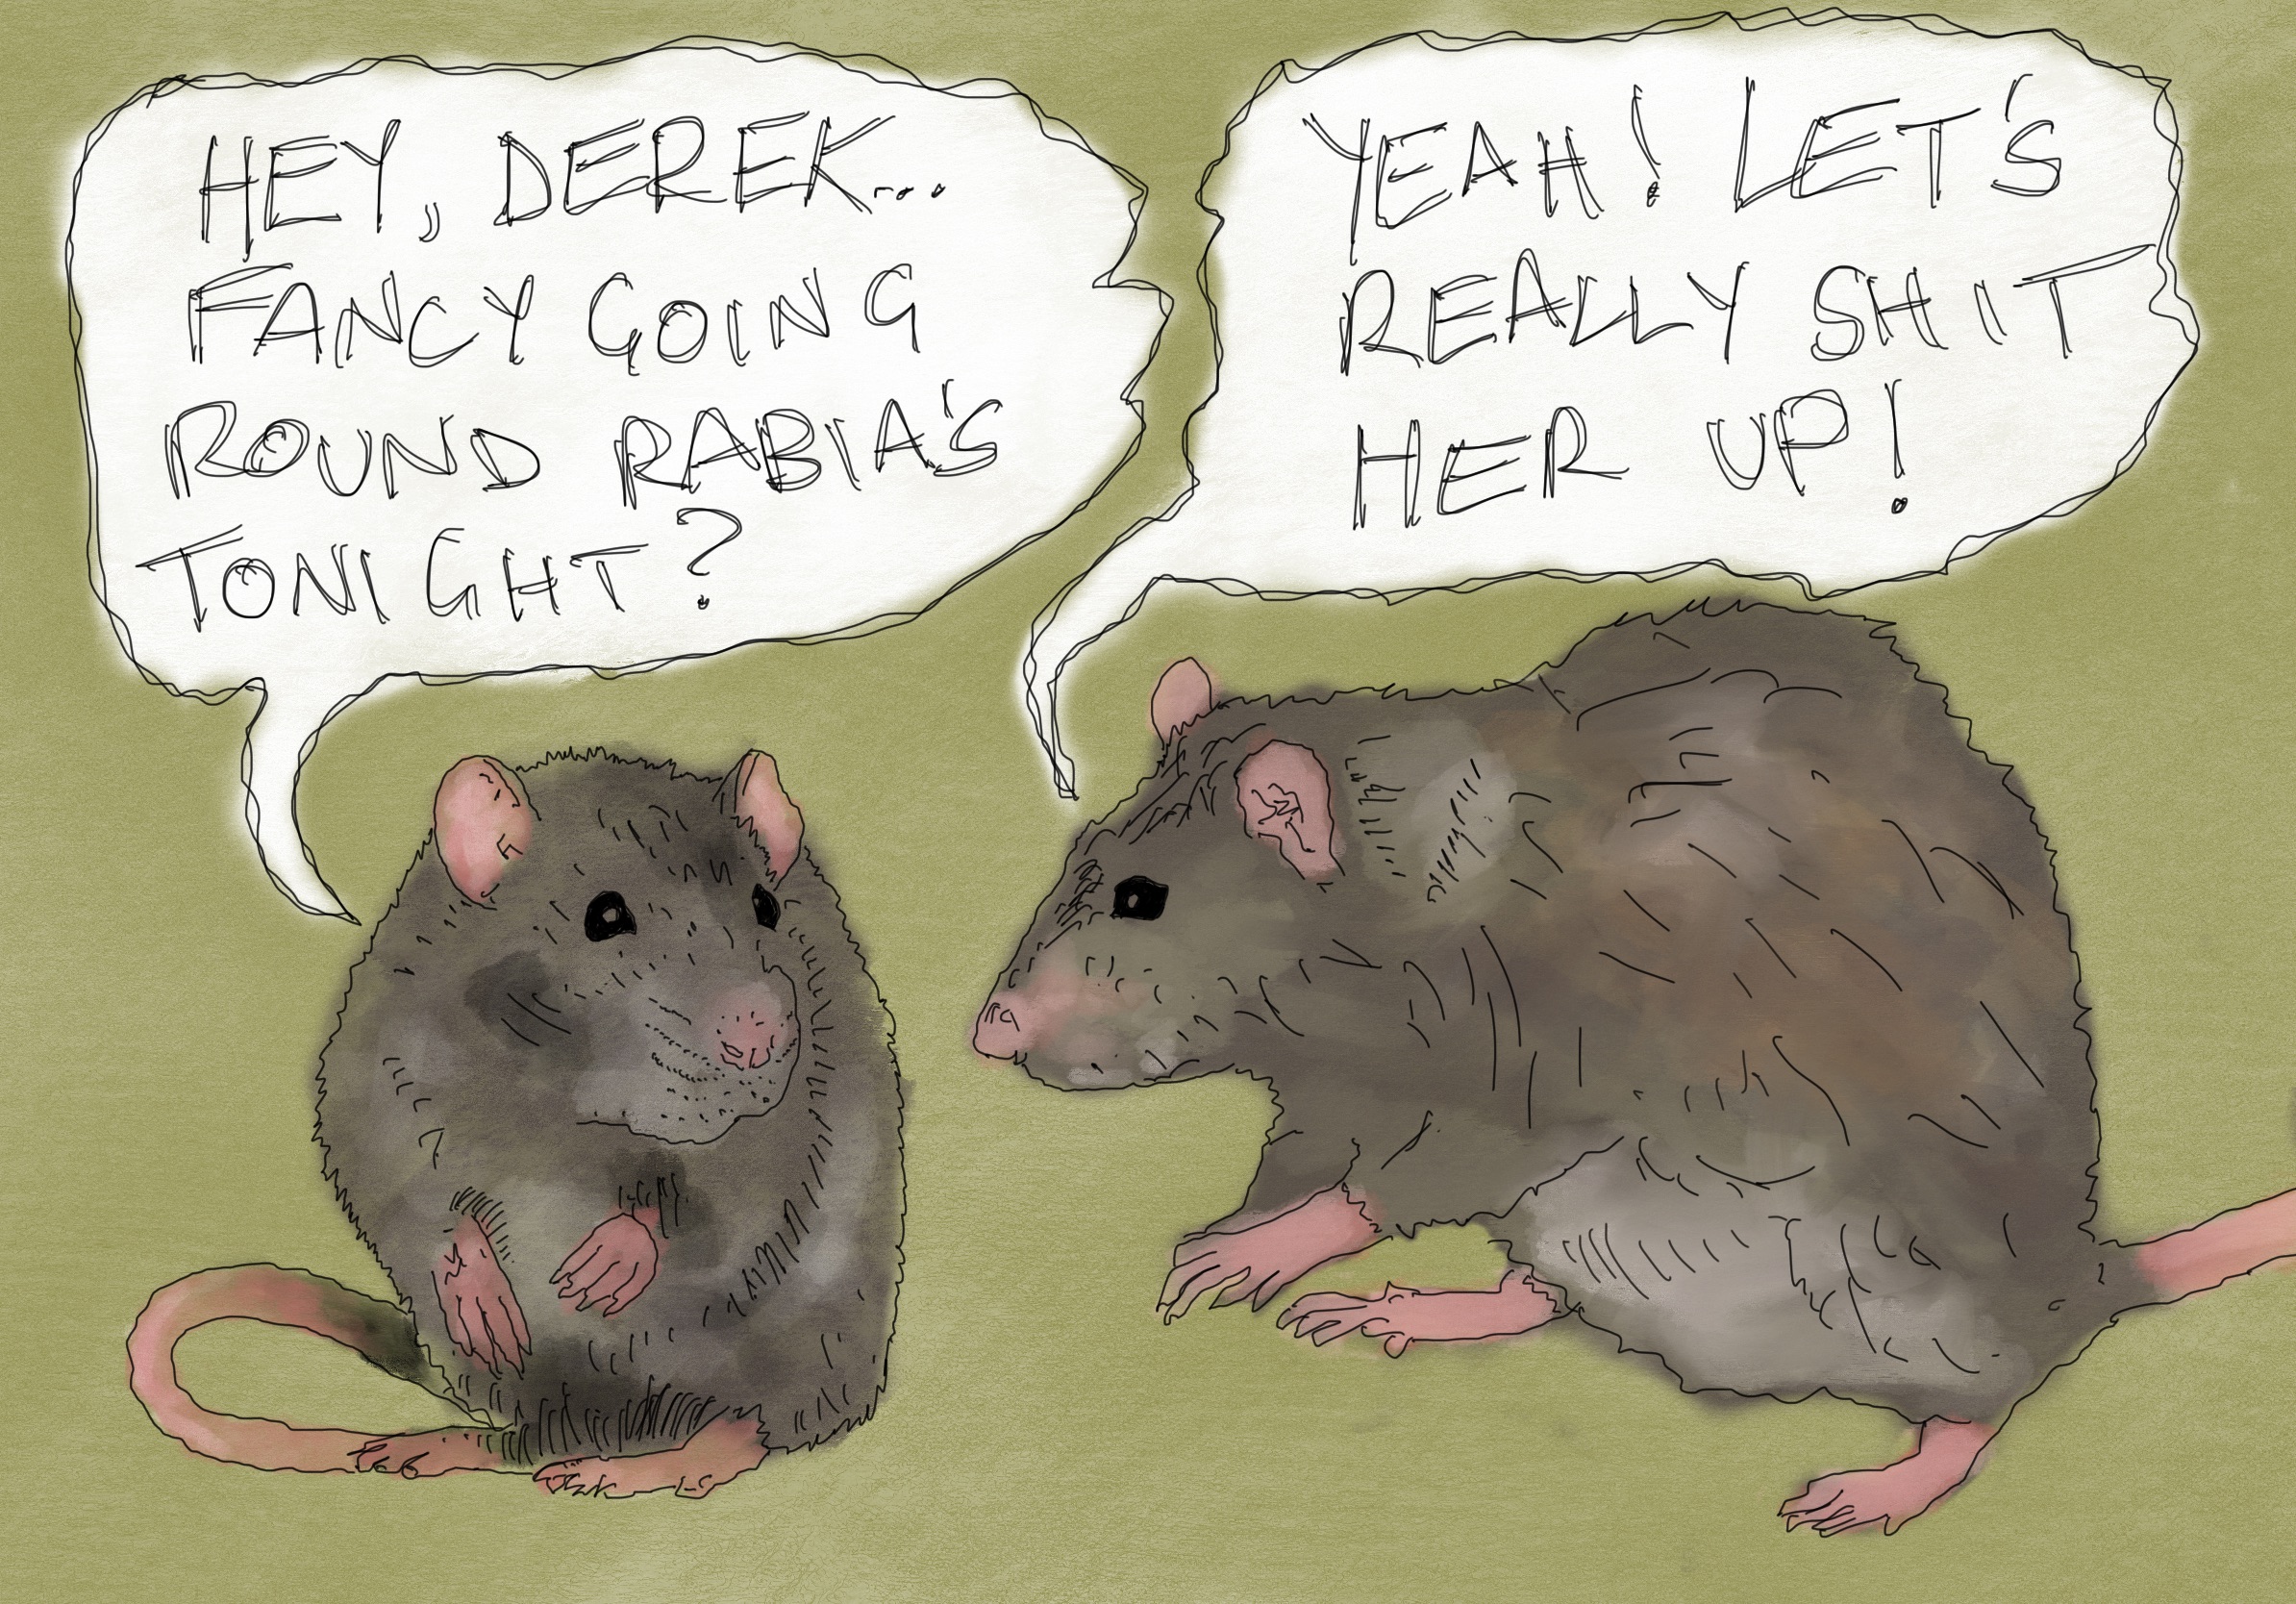 HEY, DEREK...
FANCY GOING
ROUND RABIA'S
TONIGHT?
YEAH! LET'S
REALLY SHIT
HER UP!